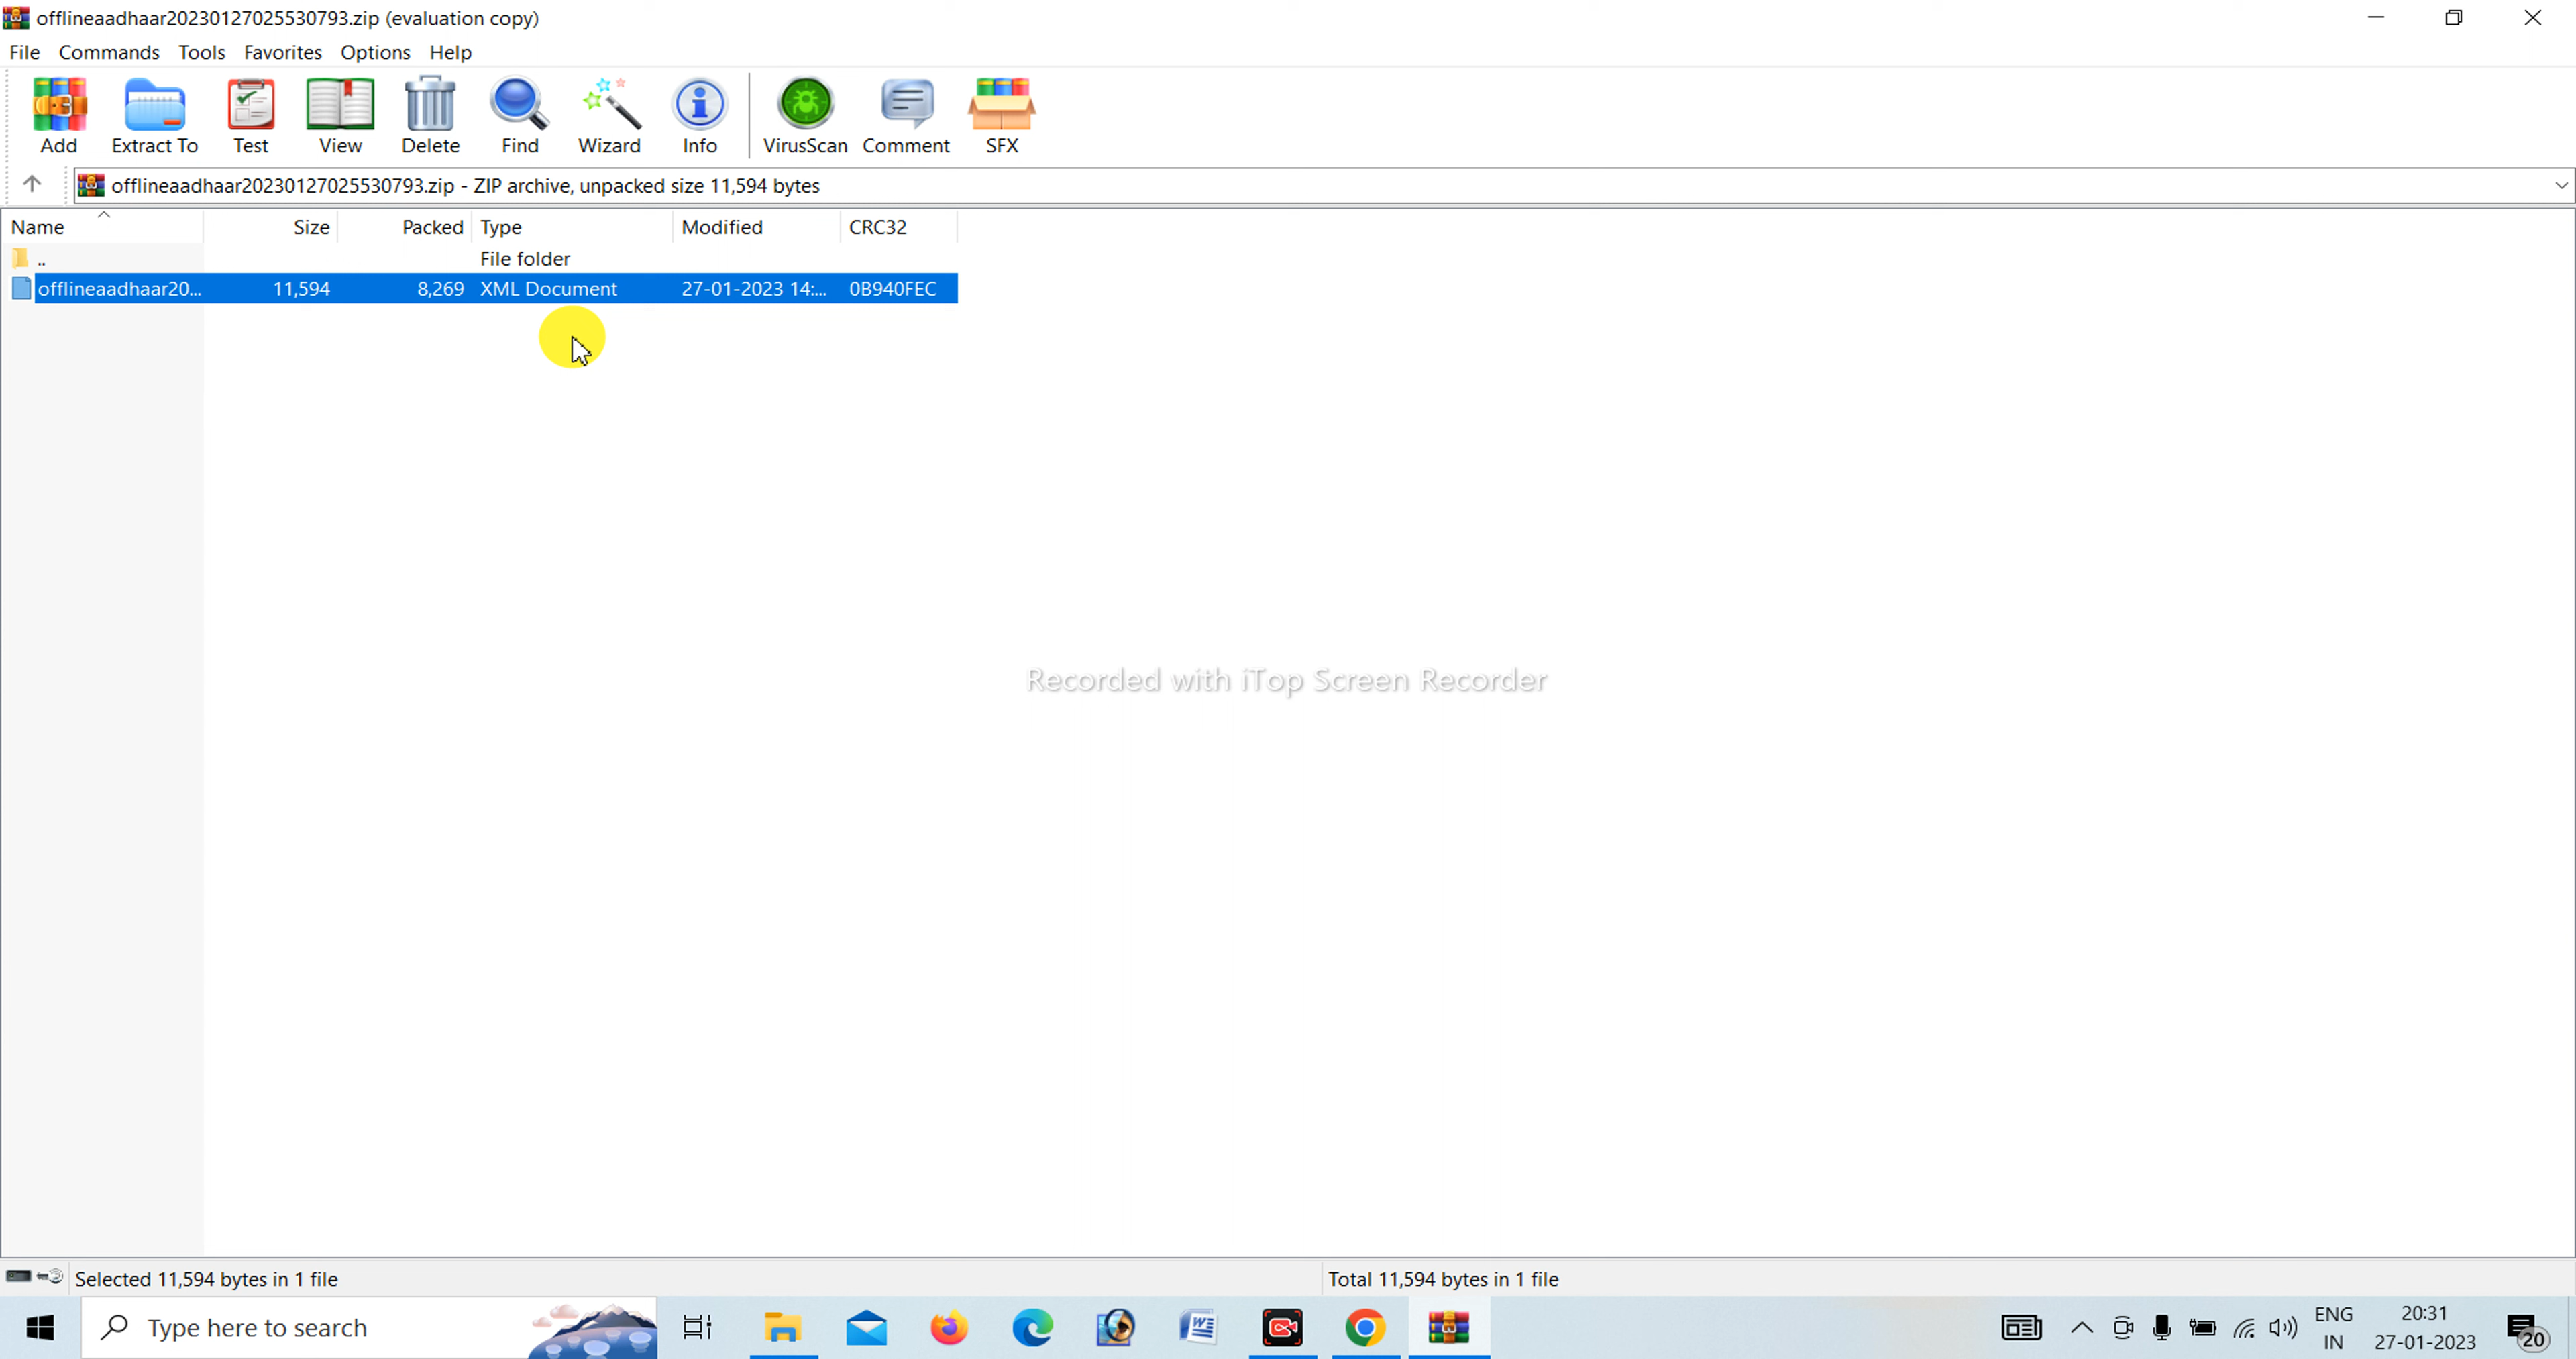 offlineaadhaar20230127025530793.zip (evaluation copy)
File Commands Tools Favorites Options Help
Add Extract To Test View Delete Find Wizard Info VirusScan Comment SFX
offlineaadhaar20230127025530793.zip - ZIP archive, unpacked size 11,594 bytes
Name Size Packed Type Modified CRC32
.. File folder
offlineaadhaar20... 11,594 8,269 XML Document 27-01-2023 14:... 0B940FEC
Recorded with iTop Screen Recorder
Selected 11,594 bytes in 1 file Total 11,594 bytes in 1 file
Type here to search
ENG 20:31
IN 27-01-2023 20